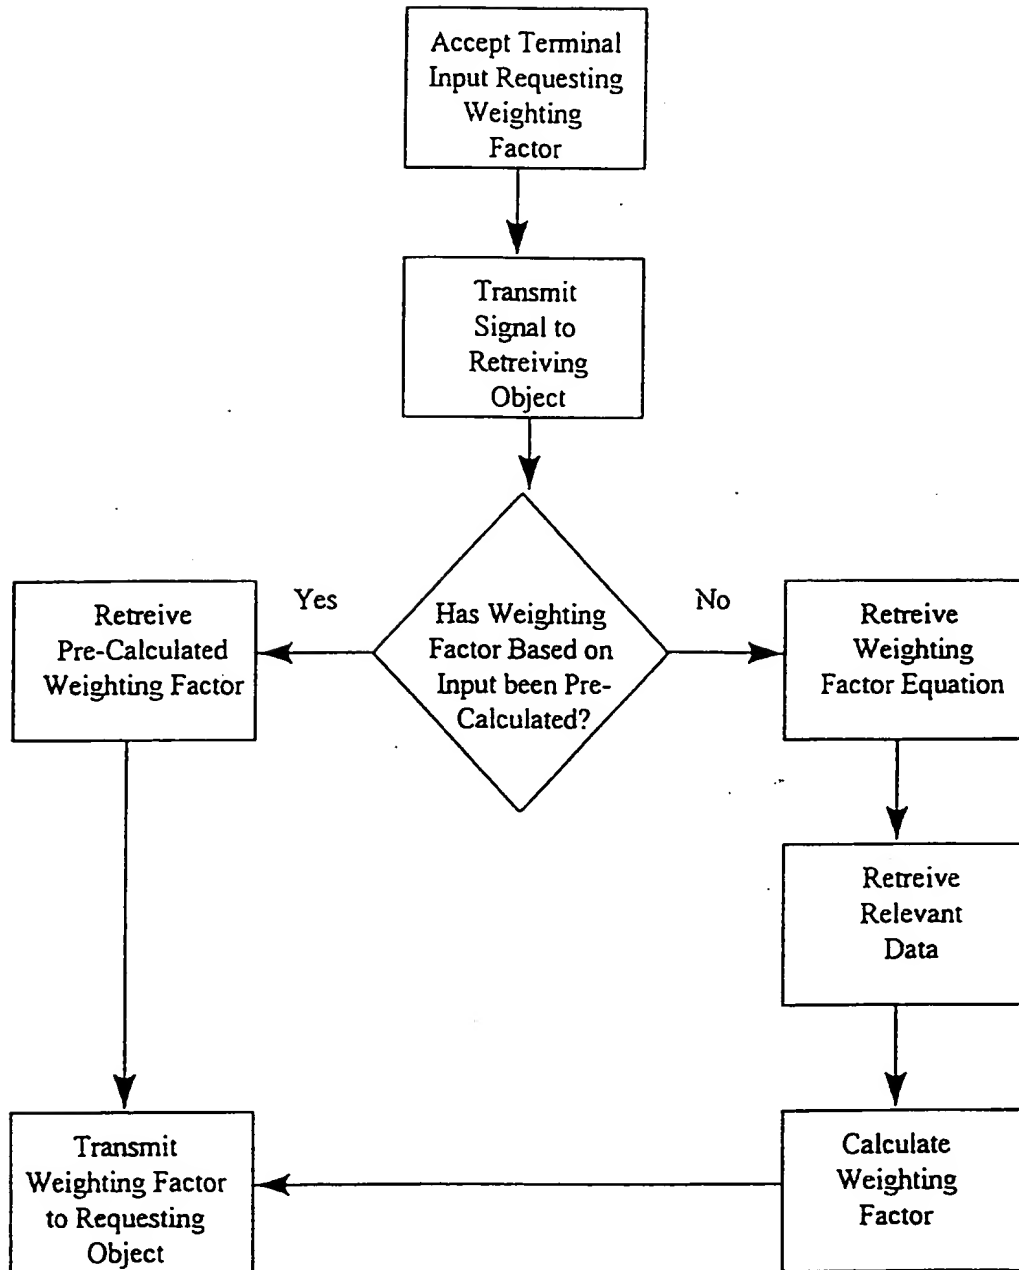 Accept Terminal
Input Requesting
Weighting
Factor
Transmit
Signal to
Retreiving
Object
Yes
No
Retreive
Pre-Calculated
Weighting Factor
Has Weighting
Factor Based on
Input been Pre-
Calculated?
Retreive
Weighting
Factor Equation
Retreive
Relevant
Data
Transmit
Weighting Factor
to Requesting
Object
Calculate
Weighting
Factor